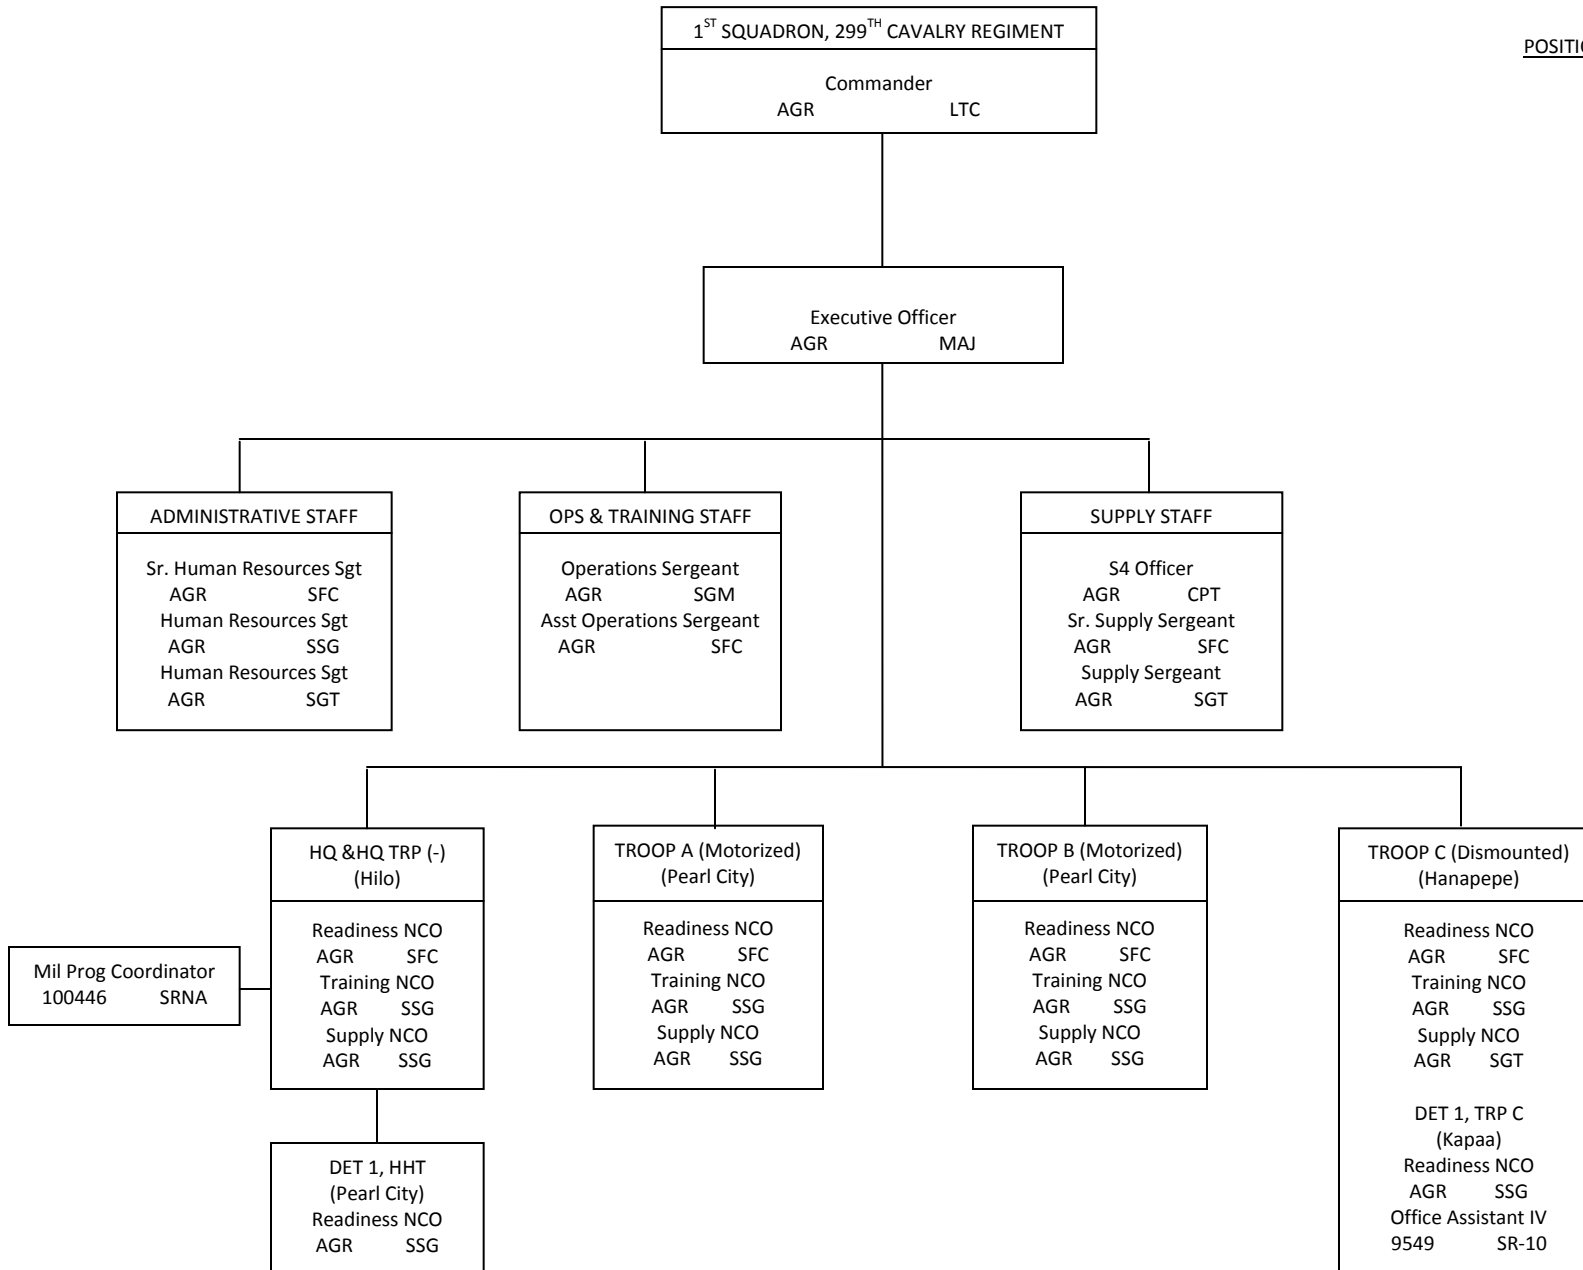 1ST SQUADRON, 299TH CAVALRY REGIMENT
Commander
AGR LTC
Executive Officer
AGR MAJ
ADMINISTRATIVE STAFF
Sr. Human Resources Sgt
AGR SFC
Human Resources Sgt
AGR SSG
Human Resources Sgt
AGR SGT
OPS & TRAINING STAFF
Operations Sergeant
AGR SGM
Asst Operations Sergeant
AGR SFC
SUPPLY STAFF
S4 Officer
AGR CPT
Sr. Supply Sergeant
AGR SFC
Supply Sergeant
AGR SGT
Mil Prog Coordinator
100446 SRNA
HQ &HQ TRP (-)
(Hilo)
Readiness NCO
AGR SFC
Training NCO
AGR SSG
Supply NCO
AGR SSG
DET 1, HHT
(Pearl City)
Readiness NCO
AGR SSG
TROOP A (Motorized)
(Pearl City)
Readiness NCO
AGR SFC
Training NCO
AGR SSG
Supply NCO
AGR SSG
TROOP B (Motorized)
(Pearl City)
Readiness NCO
AGR SFC
Training NCO
AGR SSG
Supply NCO
AGR SSG
TROOP C (Dismounted)
(Hanapepe)
Readiness NCO
AGR SFC
Training NCO
AGR SSG
Supply NCO
AGR SGT
DET 1, TRP C
(Kapaa)
Readiness NCO
AGR SSG
Office Assistant IV
9549 SR-10